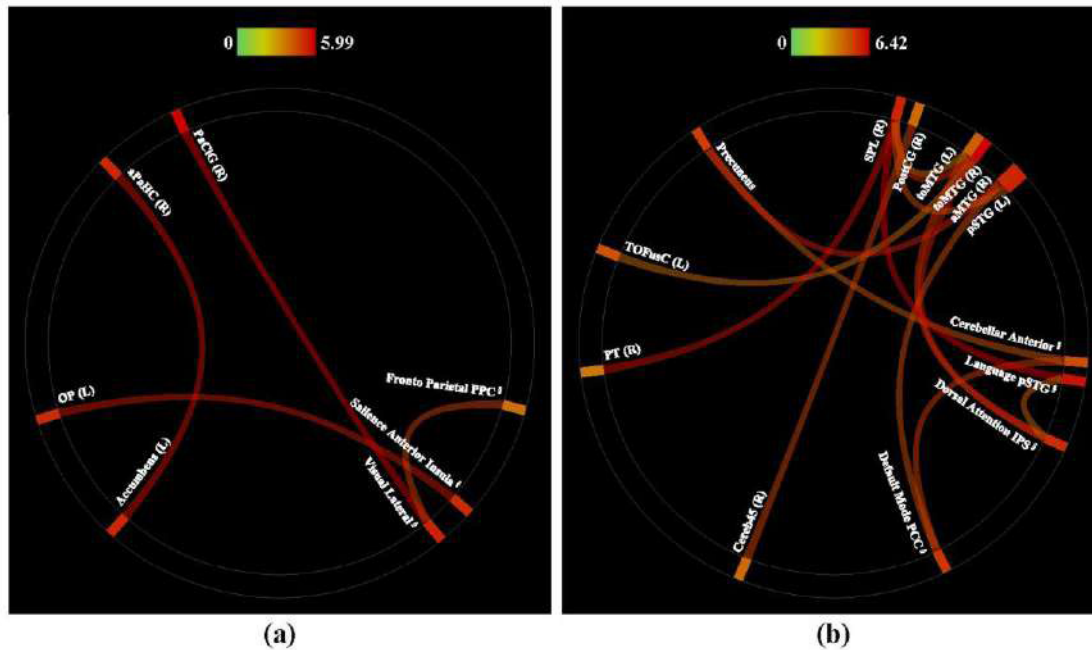 0 5.99
PaCiG (R)
aPaHC (R)
OP (L)
Accumbens (L)
Fronto Parietal PPC
Salience Anterior Insula
Visual Lateral
(a)
0 6.42
SPL (R)
PostCG (R)
toMTG (L)
toMTG (R)
aMTG (R)
pSTG (L)
Precuneus
TOFusC (L)
PT (R)
Cereb45 (R)
Cerebellar Anterior
Language pSTG
Dorsal Attention IPS
Default Mode PCC
(b)